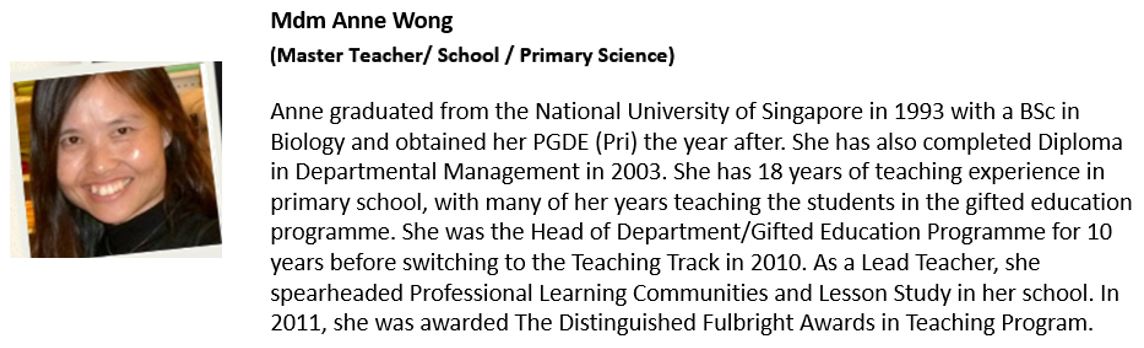 Mdm Anne Wong
(Master Teacher/ School / Primary Science)
Anne graduated from the National University of Singapore in 1993 with a BSc in
Biology and obtained her PGDE (Pri) the year after. She has also completed Diploma
in Departmental Management in 2003. She has 18 years of teaching experience in
primary school, with many of her years teaching the students in the gifted education
programme. She was the Head of Department/Gifted Education Programme for 10
years before switching to the Teaching Track in 2010. As a Lead Teacher, she
spearheaded Professional Learning Communities and Lesson Study in her school. In
2011, she was awarded The Distinguished Fulbright Awards in Teaching Program.